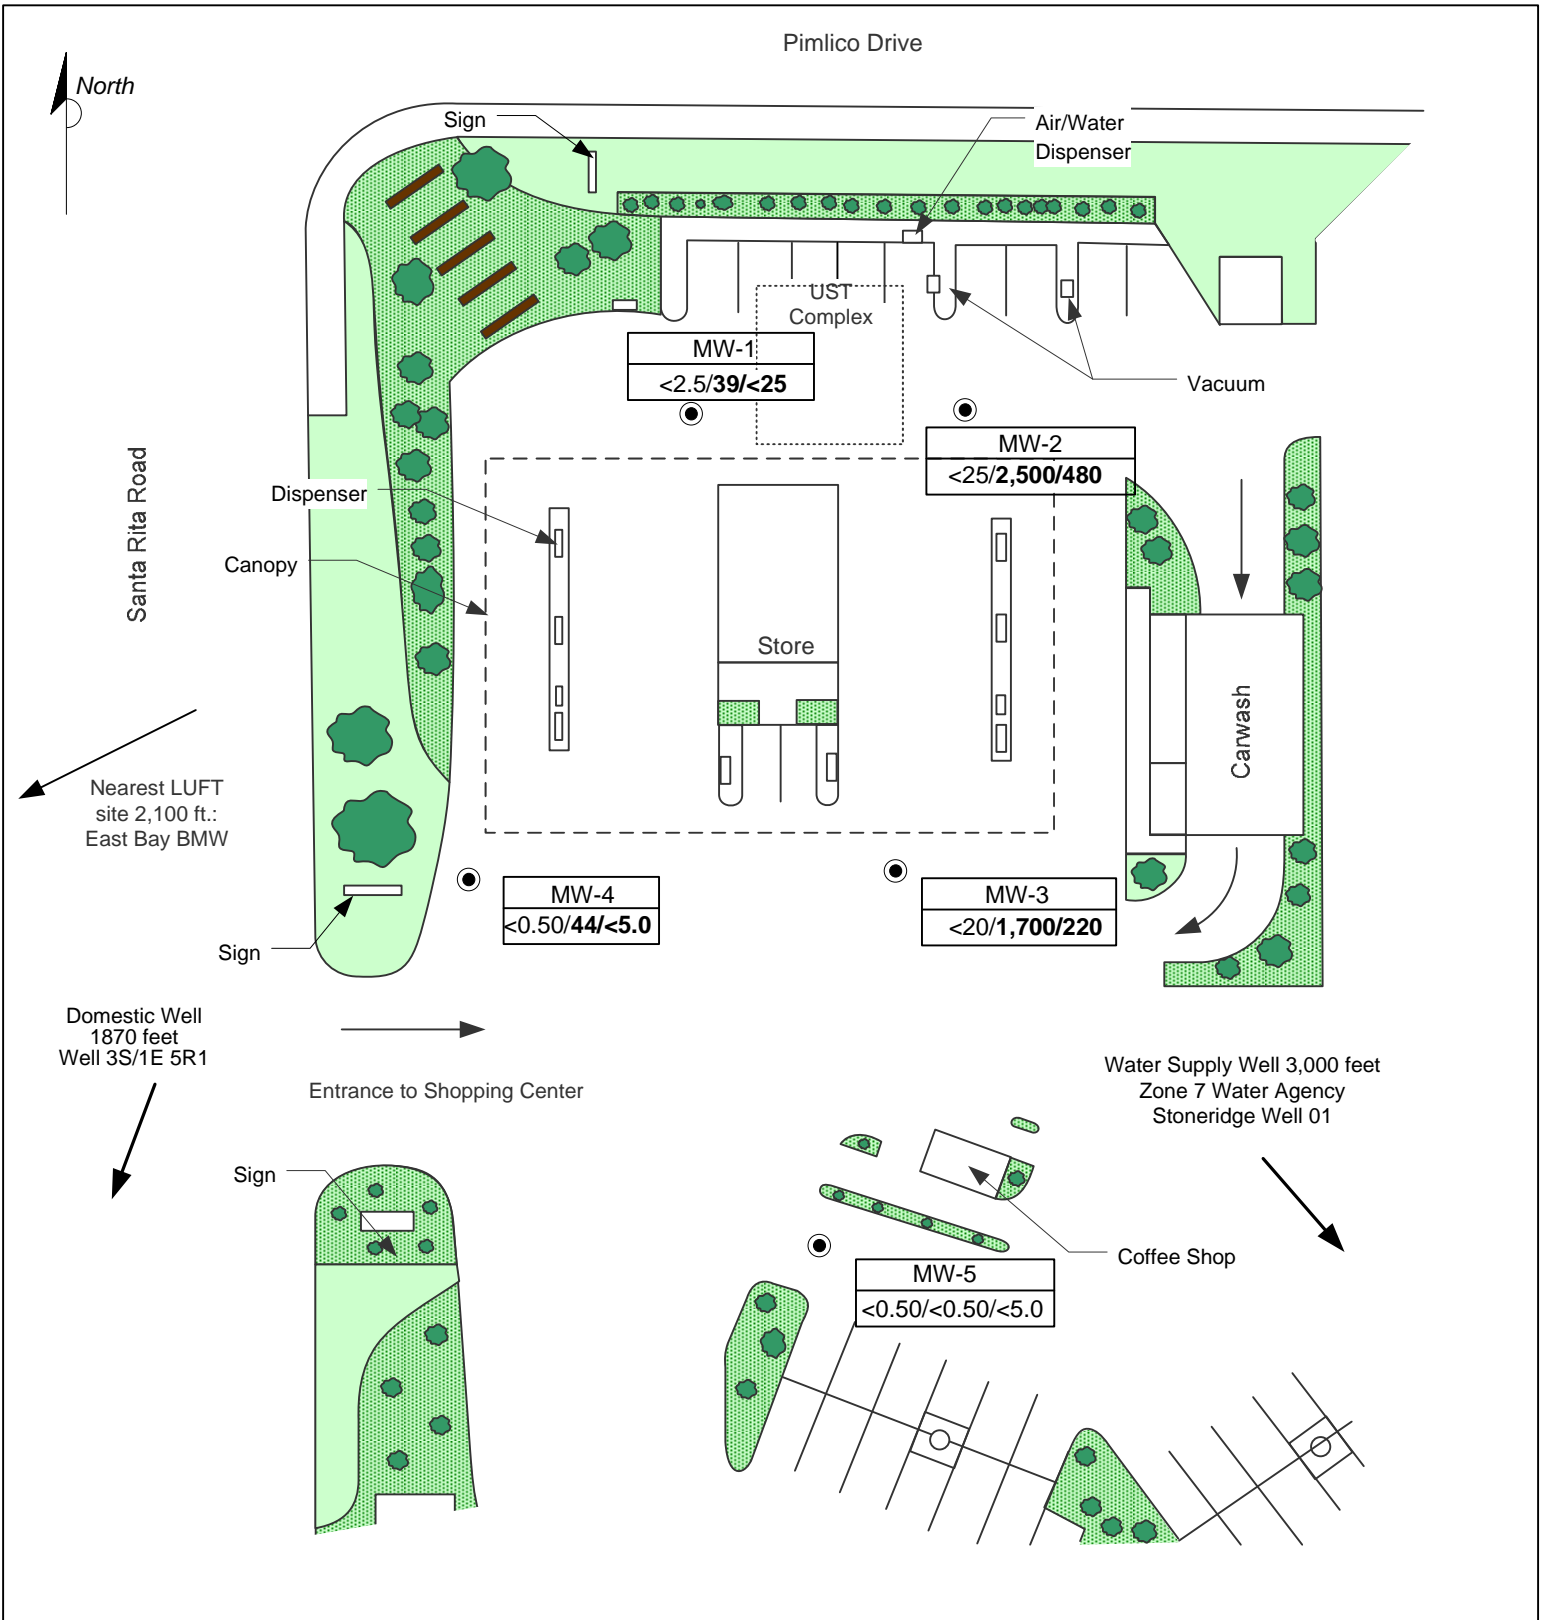 Pimlico Drive
North
Sign
Air/Water
Dispenser
UST
Complex
MW-1
<2.5/39/<25
Vacuum
MW-2
<25/2,500/480
Santa Rita Road
Dispenser
Canopy
Store
Carwash
Nearest LUFT
site 2,100 ft.:
East Bay BMW
MW-4
<0.50/44/<5.0
MW-3
<20/1,700/220
Sign
Domestic Well
1870 feet
Well 3S/1E 5R1
Entrance to Shopping Center
Water Supply Well 3,000 feet
Zone 7 Water Agency
Stoneridge Well 01
Sign
Coffee Shop
MW-5
<0.50/<0.50/<5.0